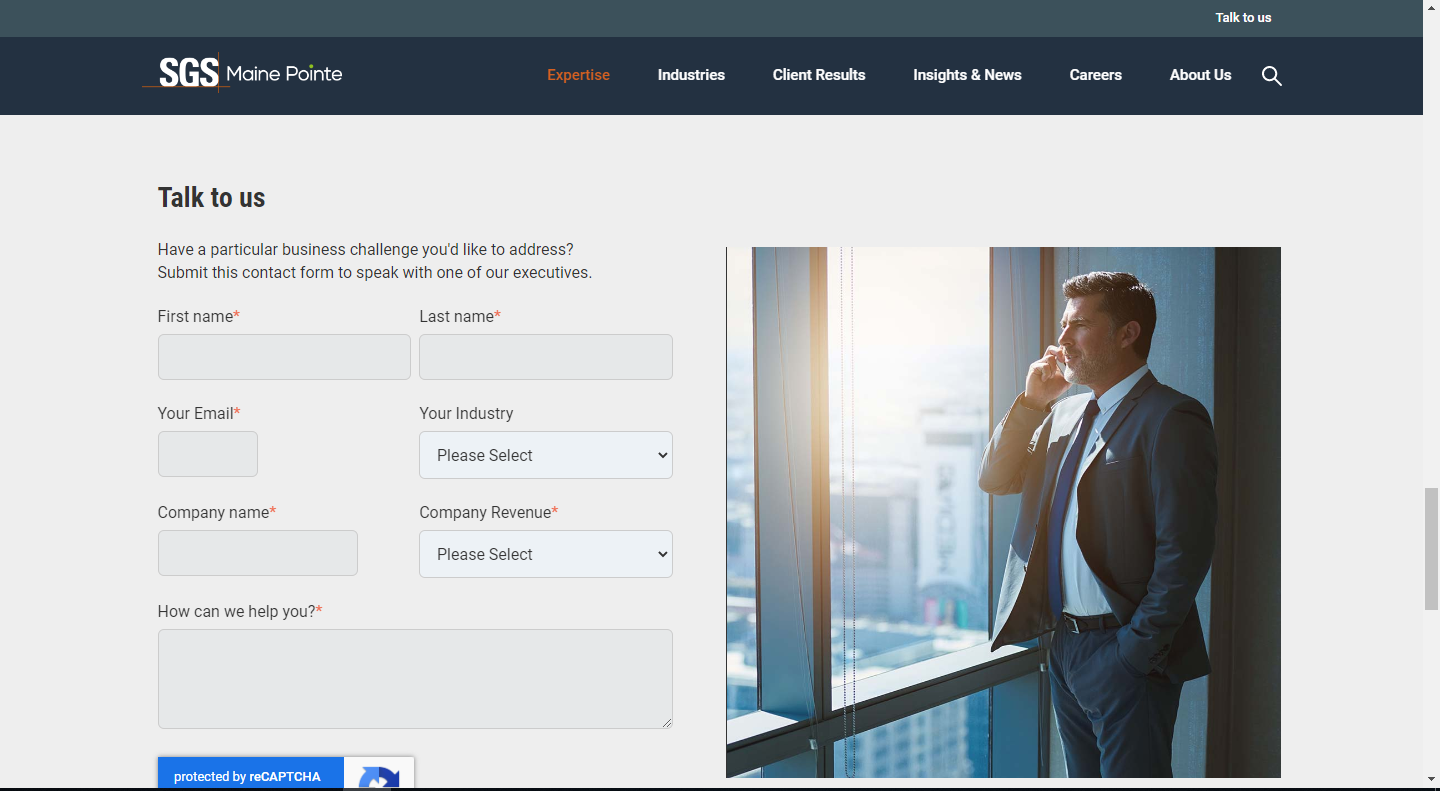 Talk to us
SGS Maine Pointe
Expertise
Industries
Client Results
Insights & News
Careers
About Us
Talk to us
Have a particular business challenge you'd like to address?
Submit this contact form to speak with one of our executives.
First name*
Last name*
Your Email*
Your Industry
Please Select
Company name*
Company Revenue*
Please Select
How can we help you?*
protected by reCAPTCHA